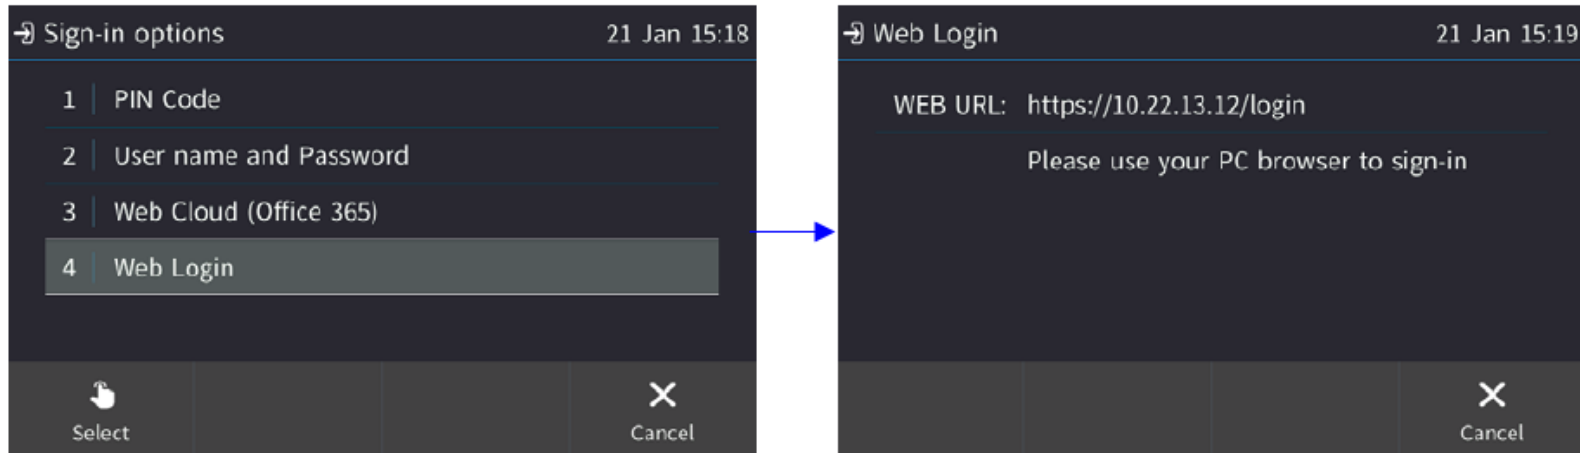 Sign-in options 21 Jan 15:18
1 PIN Code
2 User name and Password
3 Web Cloud (Office 365)
4 Web Login
Select Cancel
Web Login 21 Jan 15:19
WEB URL: https://10.22.13.12/login
Please use your PC browser to sign-in
Cancel